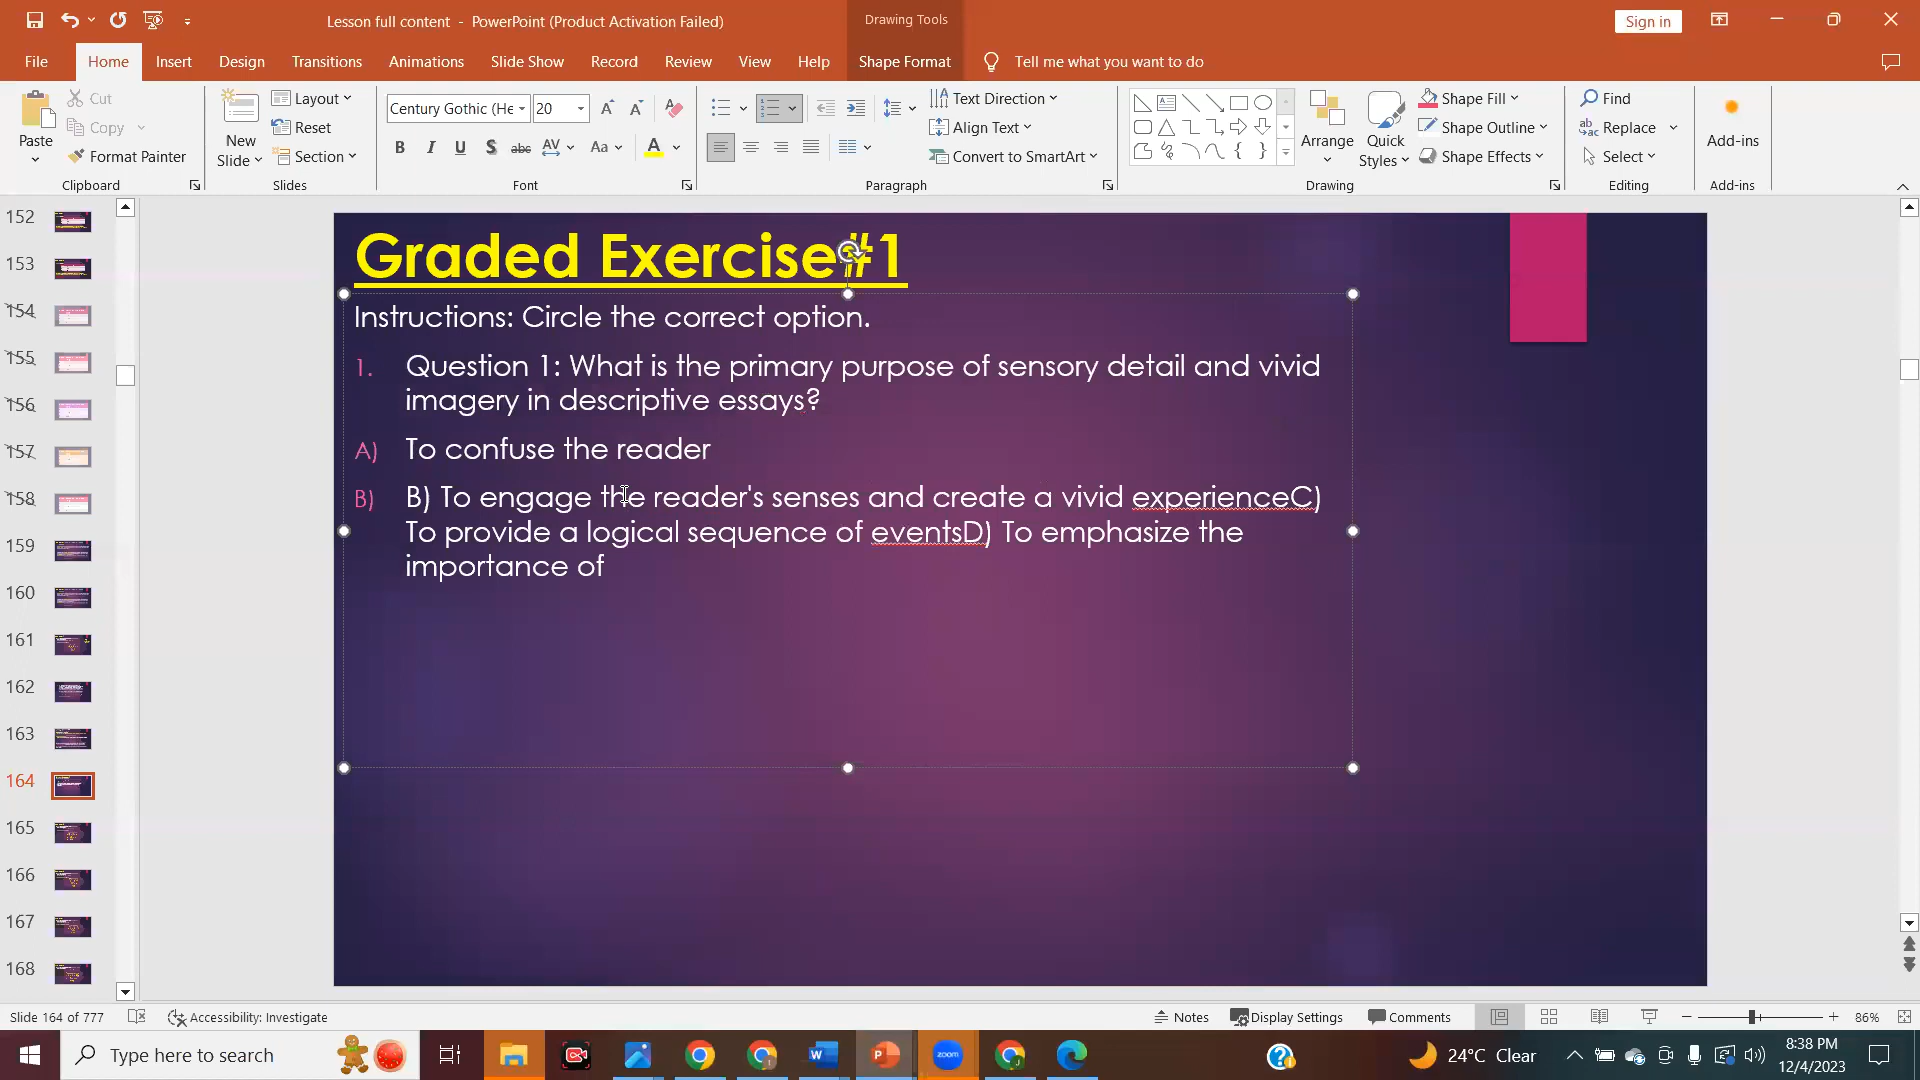 Lesson full content - PowerPoint (Product Activation Failed)
Drawing Tools
Sign in
File Home Insert Design Transitions Animations Slide Show Record Review View Help Shape Format Tell me what you want to do
Paste
Cut
Copy
Format Painter
Clipboard
New Slide
Layout
Reset
Section
Slides
Century Gothic (He 20
B I U S abc AV Aa A
Font
Text Direction
Align Text
Convert to SmartArt
Paragraph
Arrange
Quick Styles
Shape Fill
Shape Outline
Shape Effects
Drawing
Find
Replace
Select
Editing
Add-ins
Add-ins
152
153
154
155
156
157
158
159
160
161
162
163
164
165
166
167
168
Graded Exercise#1
Instructions: Circle the correct option.
1. Question 1: What is the primary purpose of sensory detail and vivid
imagery in descriptive essays?
A) To confuse the reader
B) B) To engage the reader's senses and create a vivid experienceC)
To provide a logical sequence of eventsD) To emphasize the
importance of
Slide 164 of 777 Accessibility: Investigate Notes Display Settings Comments 86%
Type here to search
zoom
24°C Clear
8:38 PM
12/4/2023